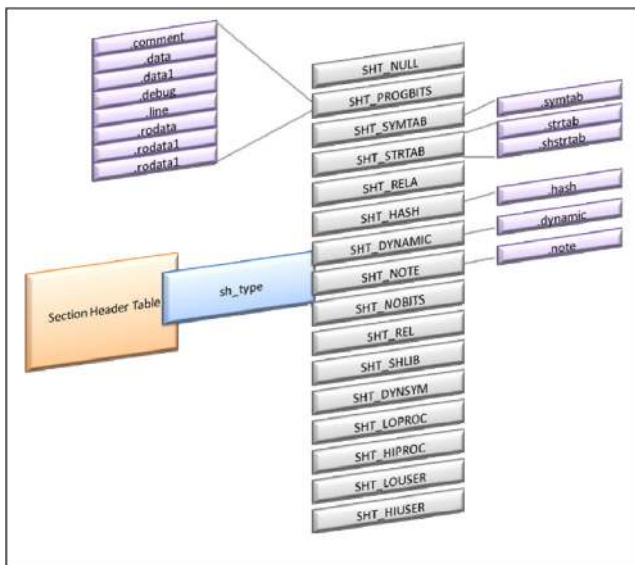 .comment
.data
.data1
.debug
.line
.rodata
.rodata1
.rodata1
Section Header Table
sh_type
SHT_NULL
SHT_PROGBITS
SHT_SYMTAB
SHT_STRTAB
SHT_RELA
SHT_HASH
SHT_DYNAMIC
SHT_NOTE
SHT_NOBITS
SHT_REL
SHT_SHLIB
SHT_DYNSYM
SHT_LOPROC
SHT_HIPROC
SHT_LOUSER
SHT_HIUSER
.symtab
.strtab
.shstrtab
.hash
.dynamic
.note